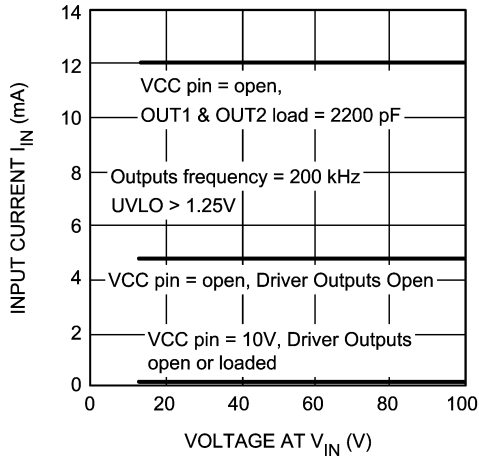 14
12
VCC pin = open,
OUT1 & OUT2 load = 2200 pF
10
8
Outputs frequency = 200 kHz
UVLO > 1.25V
6
4
VCC pin = open, Driver Outputs Open
2
VCC pin = 10V, Driver Outputs
open or loaded
0
0 20 40 60 80 100
INPUT CURRENT IIN (mA)
VOLTAGE AT VIN (V)